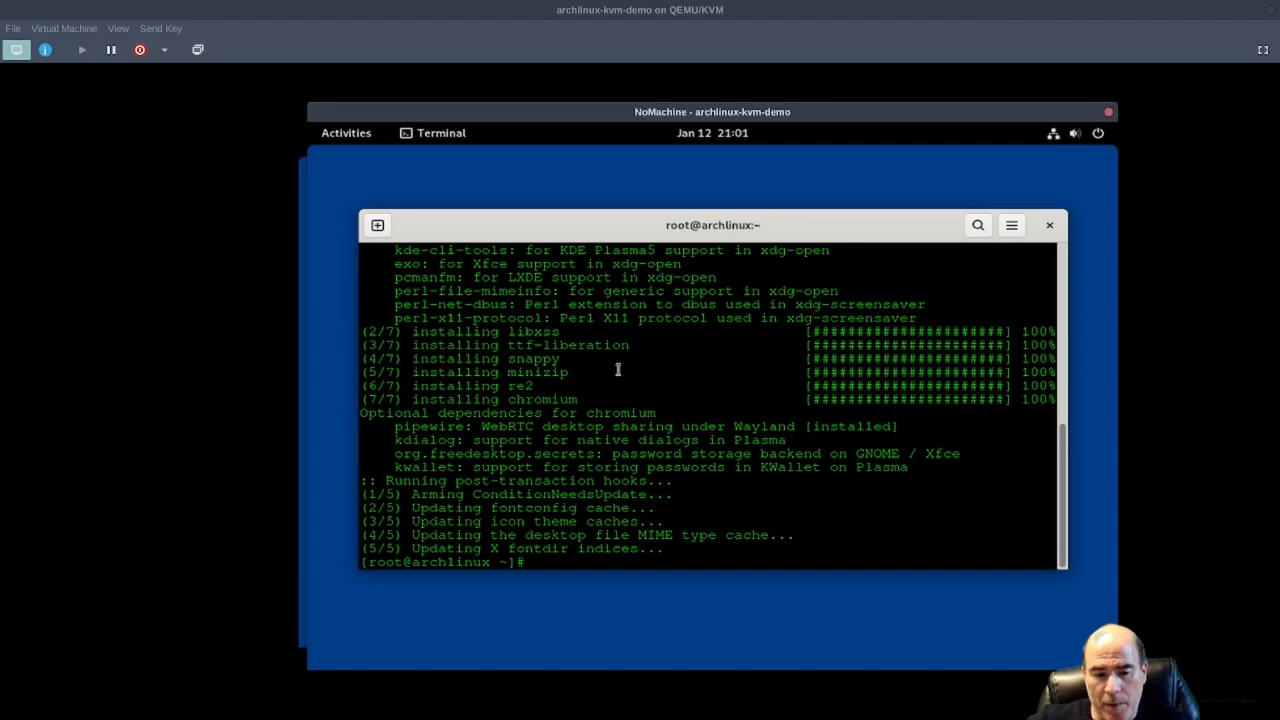 archlinux-kvm-demo on QEMU/KVM
File Virtual Machine View Send Key
NoMachine - archlinux-kvm-demo
Activities Terminal Jan 12 21:01
root@archlinux:~
kde-cli-tools: for KDE Plasma5 support in xdg-open
exo: for Xfce support in xdg-open
pcmanfm: for LXDE support in xdg-open
perl-file-mimeinfo: for generic support in xdg-open
perl-net-dbus: Perl extension to dbus used in xdg-screensaver
perl-x11-protocol: Perl X11 protocol used in xdg-screensaver
(2/7) installing libxss [######################] 100%
(3/7) installing ttf-liberation [######################] 100%
(4/7) installing snappy [######################] 100%
(5/7) installing minizip [######################] 100%
(6/7) installing re2 [######################] 100%
(7/7) installing chromium [######################] 100%
Optional dependencies for chromium
pipewire: WebRTC desktop sharing under Wayland [installed]
kdialog: support for native dialogs in Plasma
org.freedesktop.secrets: password storage backend on GNOME / Xfce
kwallet: support for storing passwords in KWallet on Plasma
:: Running post-transaction hooks...
(1/5) Arming ConditionNeedsUpdate...
(2/5) Updating fontconfig cache...
(3/5) Updating icon theme caches...
(4/5) Updating the desktop file MIME type cache...
(5/5) Updating X fontdir indices...
[root@archlinux ~]#